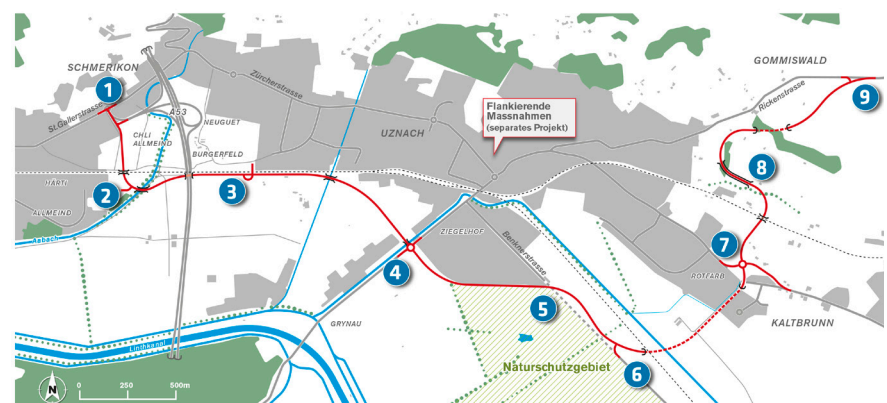 SCHMERIKON
1
St.Gallerstrasse
A53
Zürcherstrasse
NEUGUET
CHLI
ALLMEIND
BURGERFELD
HÄRTI
2
3
ALLMEIND
Aabach
UZNACH
Flankierende
Massnahmen
(separates Projekt)
GOMMISWALD
9
Rickenstrasse
8
ZIEGELHOF
4
Benknerstrasse
7
ROTFARB
5
KALTBRUNN
GRYNAU
Linthkanal
Naturschutzgebiet
6
N
0
250
500m